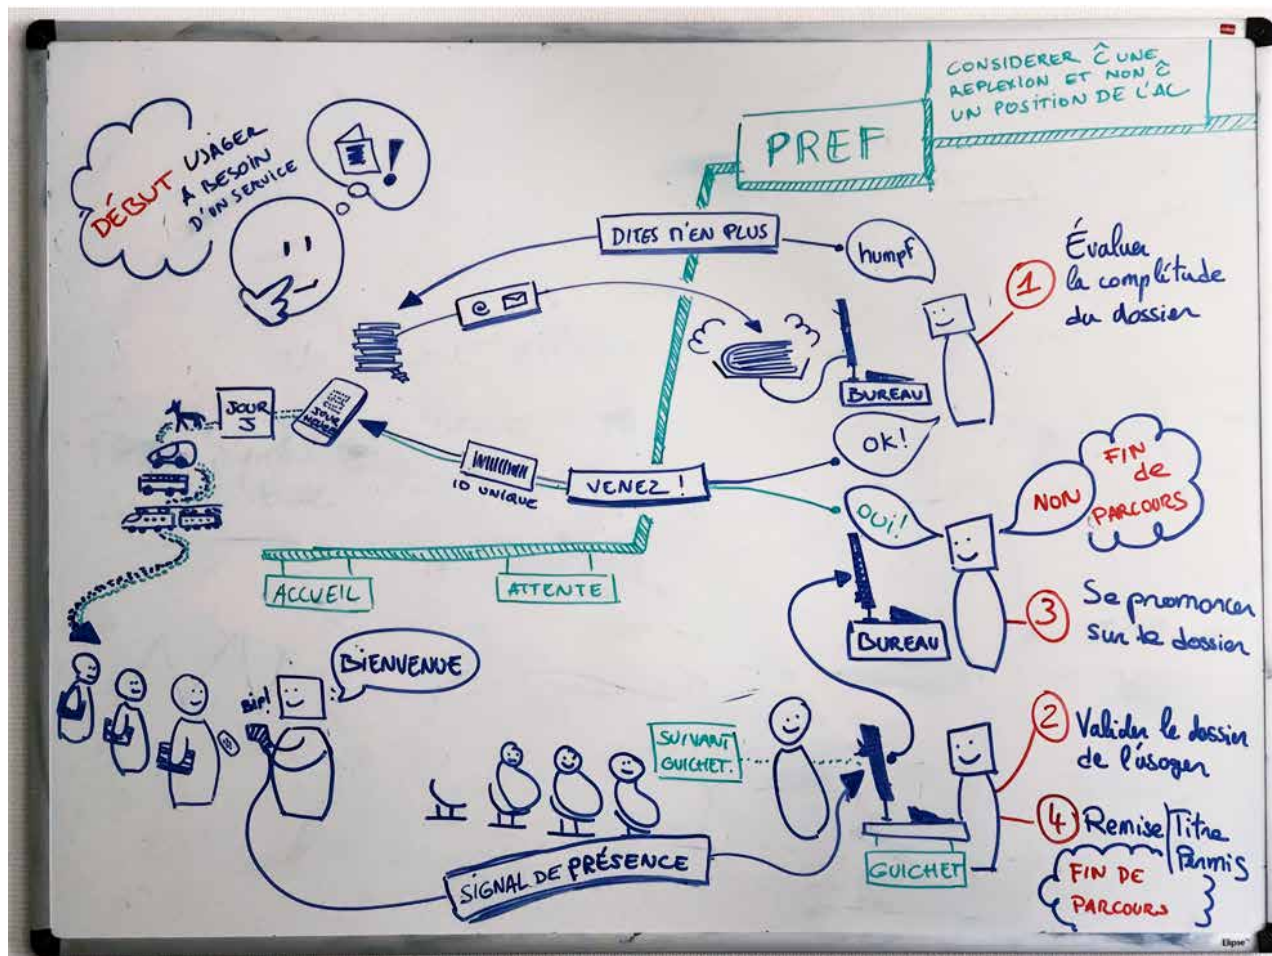 CONSIDERER C̃ UNE
REPLEXION ET NON C̃
UN POSITION DE L'AC
PREF
DÉBUT USAGER
A BESOIN
D'UN SERVICE
!
DITES M'EN PLUS
humpf
1
Évaluer
la complétude
du dossier
@
BUREAU
JOUR
J
JOUR
OK!
ID UNIQUE
VENEZ!
OUI!
NON
FIN
de
PARCOURS
ACCUEIL
ATTENTE
BUREAU
3
Se prononcer
sur le dossier
BIENVENUE
BIP!
SUIVANT
GUICHET.
2
Valider le dossier
de l'usager
4
Remise/Titre
Permis
SIGNAL DE PRÉSENCE
GUICHET
FIN DE
PARCOURS
Elipse